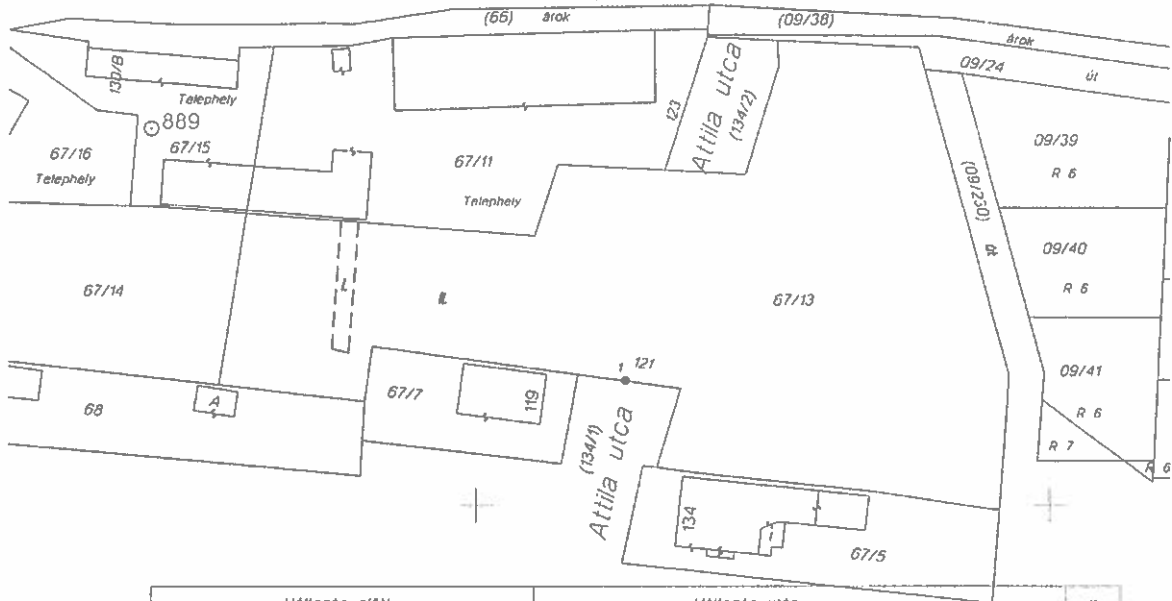 (66) árok
(09/38)
árok
09/24
út
130/B
Telephely
889
67/16
Telephely
67/15
67/11
Telephely
123
Attila utca
(134/2)
09/39
R 6
(09/230)
út
09/40
R 6
67/14
67/13
1 121
09/41
R 6
R 7
R 6
68
A
67/7
119
(134/1)
Attila utca
134
67/5